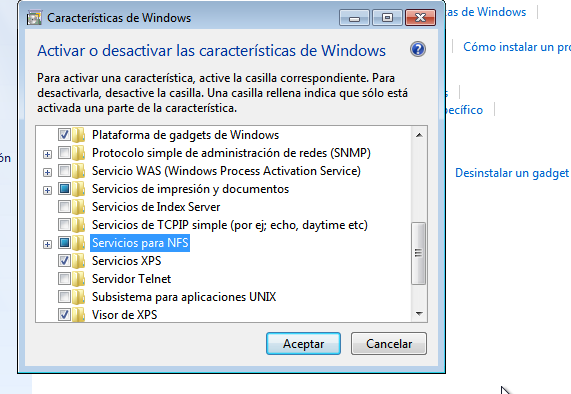 Características de Windows
cas de Windows
Activar o desactivar las características de Windows
Cómo instalar un pro
Para activar una característica, active la casilla correspondiente. Para
desactivarla, desactive la casilla. Una casilla rellena indica que sólo está
activada una parte de la característica.
s
ecífico
Plataforma de gadgets de Windows
Protocolo simple de administración de redes (SNMP)
ón
Servicio WAS (Windows Process Activation Service)
Desinstalar un gadget
Servicios de impresión y documentos
Servicios de Index Server
Servicios de TCPIP simple (por ej; echo, daytime etc)
Servicios para NFS
Servicios XPS
Servidor Telnet
Subsistema para aplicaciones UNIX
Visor de XPS
Aceptar
Cancelar